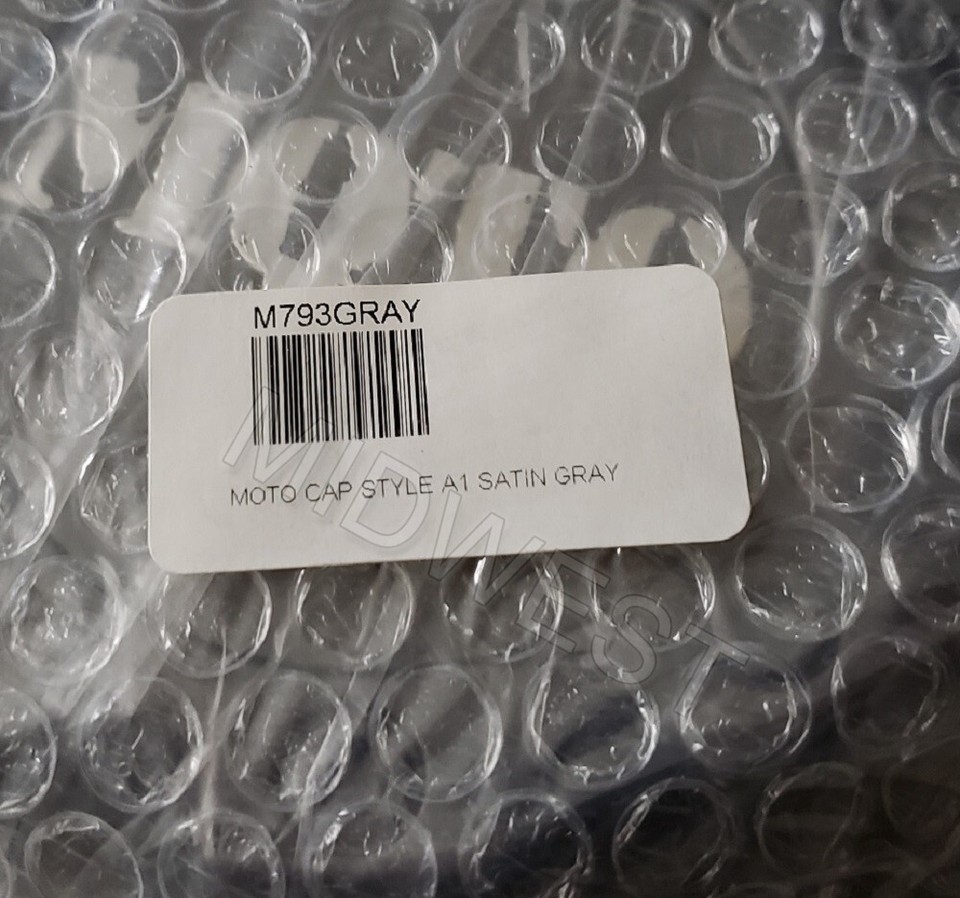 M793GRAY
MOTO CAP STYLE A1 SATIN GRAY
MIDWEST